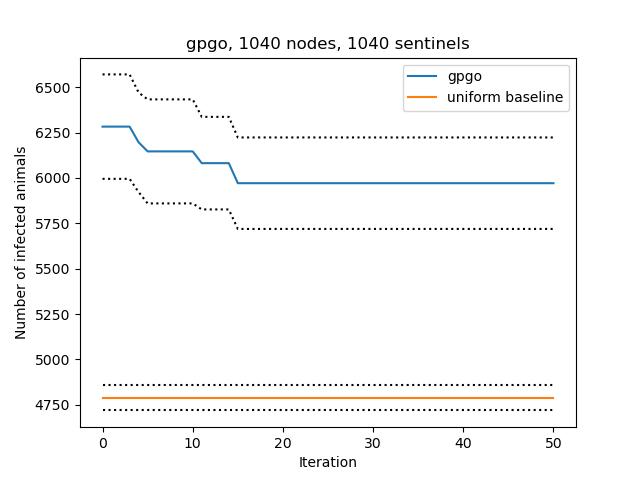 gpgo, 1040 nodes, 1040 sentinels
gpgo
uniform baseline
Number of infected animals
6500
6250
6000
5750
5500
5250
5000
4750
0 10 20 30 40 50
Iteration